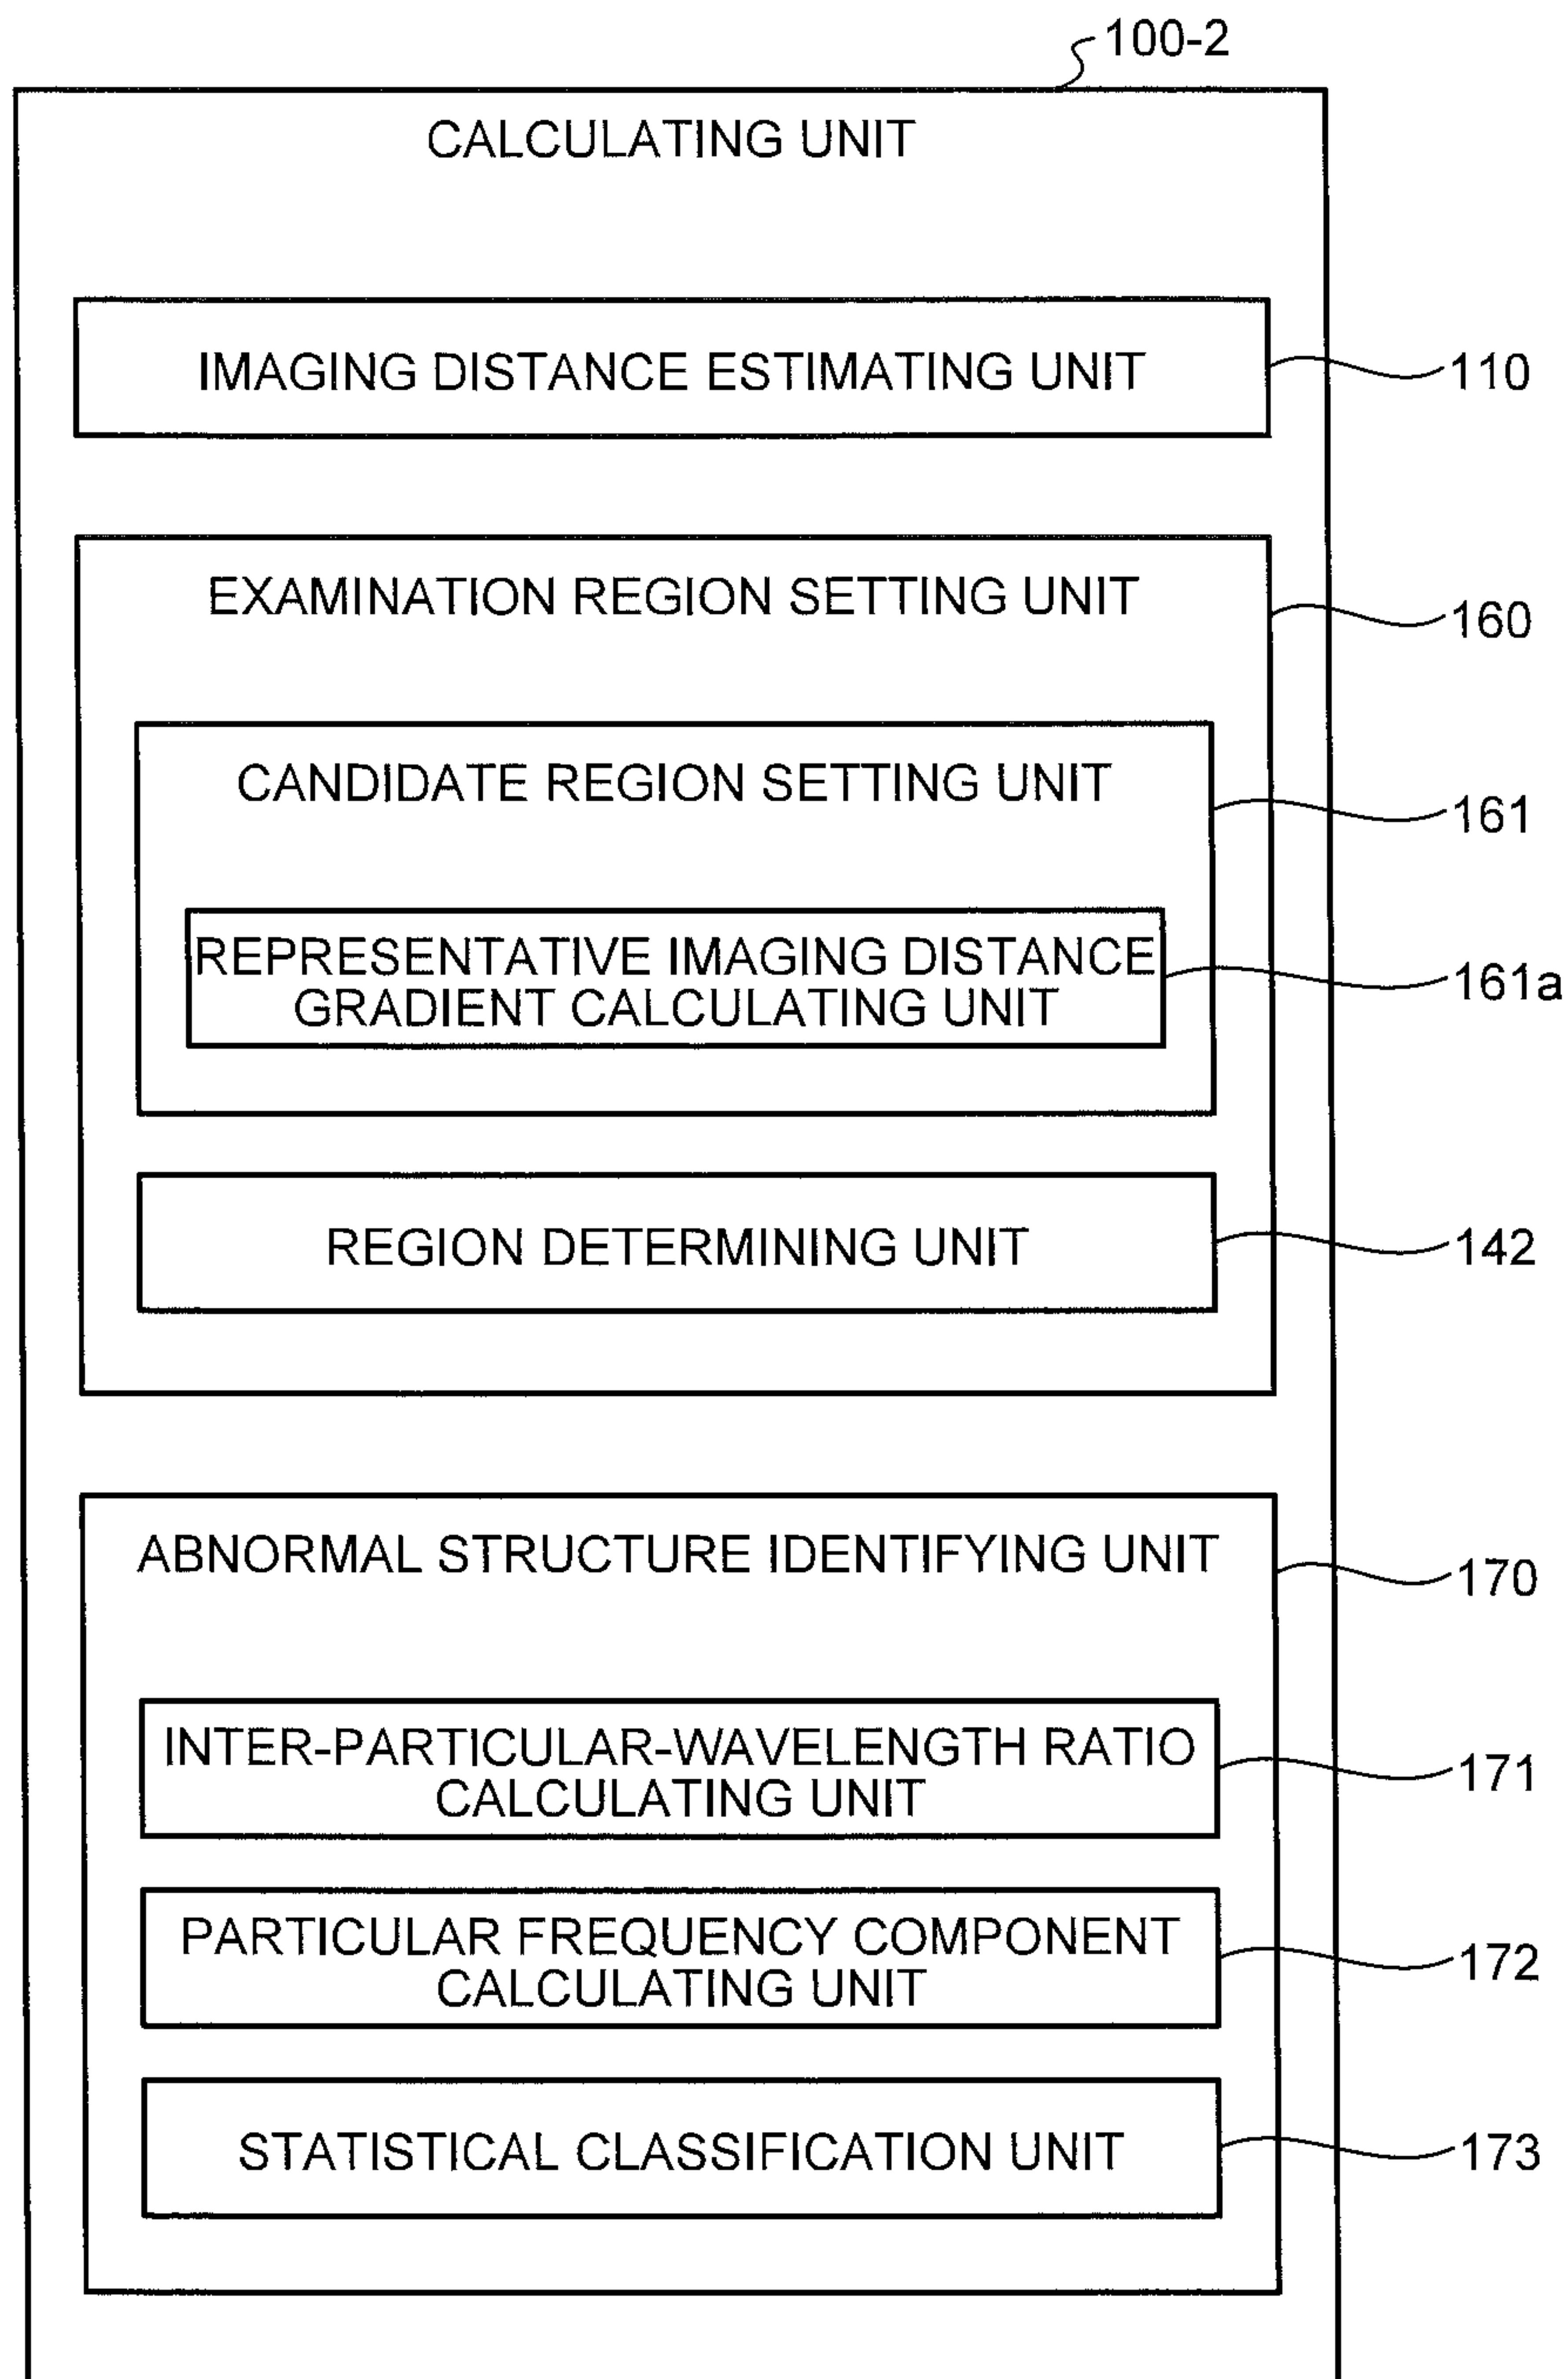 100-2
CALCULATING UNIT
IMAGING DISTANCE ESTIMATING UNIT
110
EXAMINATION REGION SETTING UNIT
160
CANDIDATE REGION SETTING UNIT
161
REPRESENTATIVE IMAGING DISTANCE
GRADIENT CALCULATING UNIT
161a
REGION DETERMINING UNIT
142
ABNORMAL STRUCTURE IDENTIFYING UNIT
170
INTER-PARTICULAR-WAVELENGTH RATIO
CALCULATING UNIT
171
PARTICULAR FREQUENCY COMPONENT
CALCULATING UNIT
172
STATISTICAL CLASSIFICATION UNIT
173